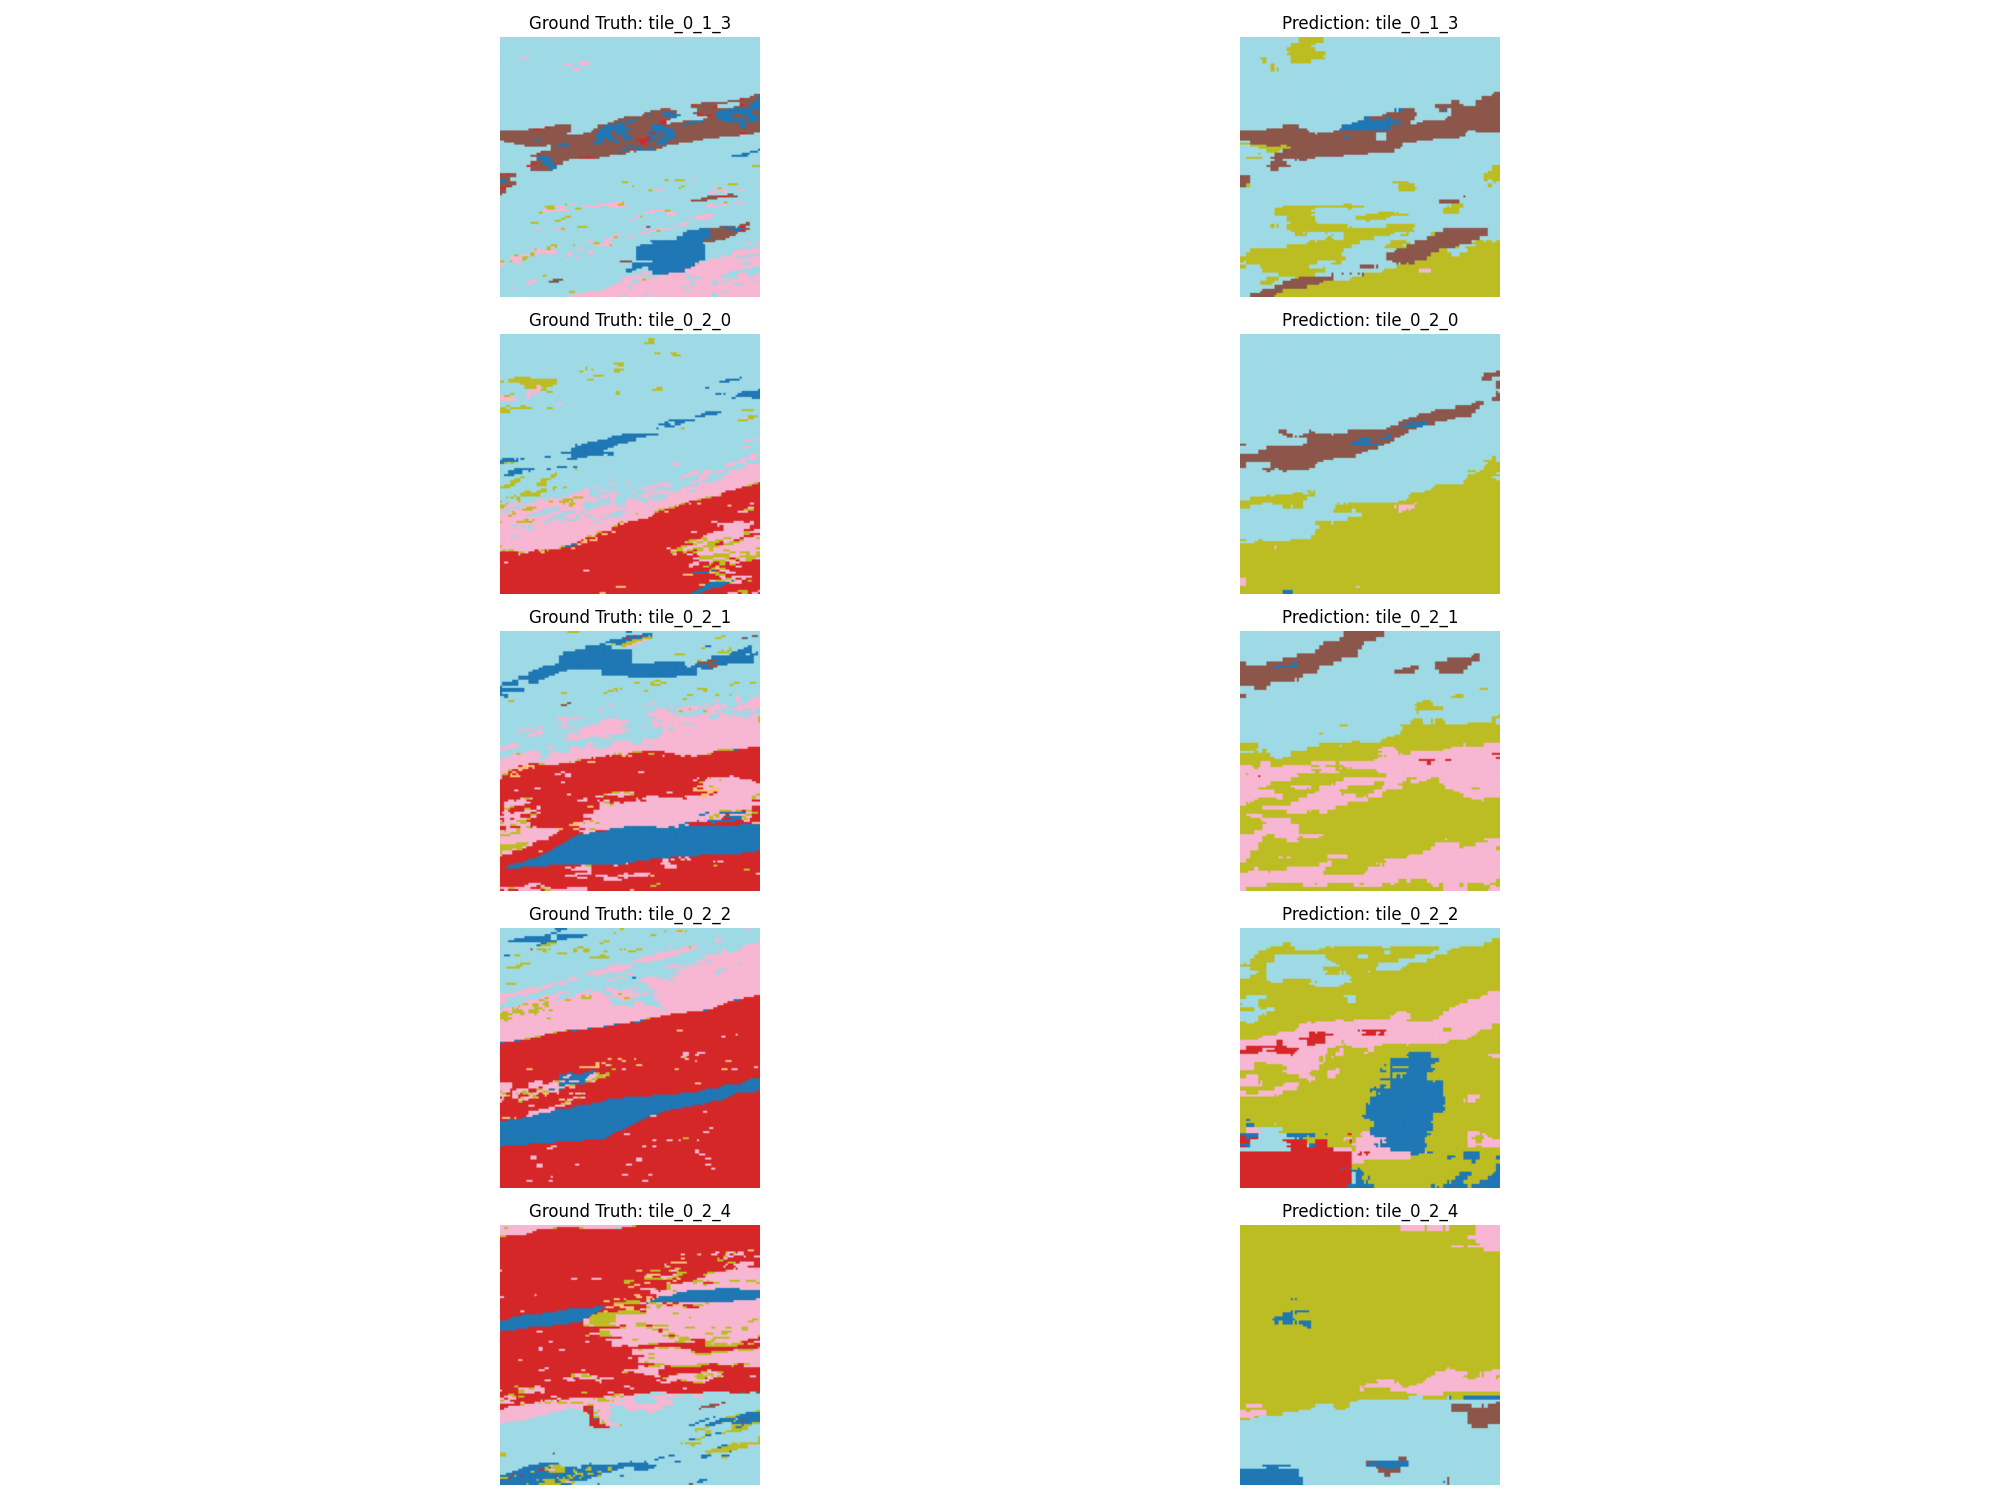 Ground Truth: tile_0_1_3
Prediction: tile_0_1_3
Ground Truth: tile_0_2_0
Prediction: tile_0_2_0
Ground Truth: tile_0_2_1
Prediction: tile_0_2_1
Ground Truth: tile_0_2_2
Prediction: tile_0_2_2
Ground Truth: tile_0_2_4
Prediction: tile_0_2_4